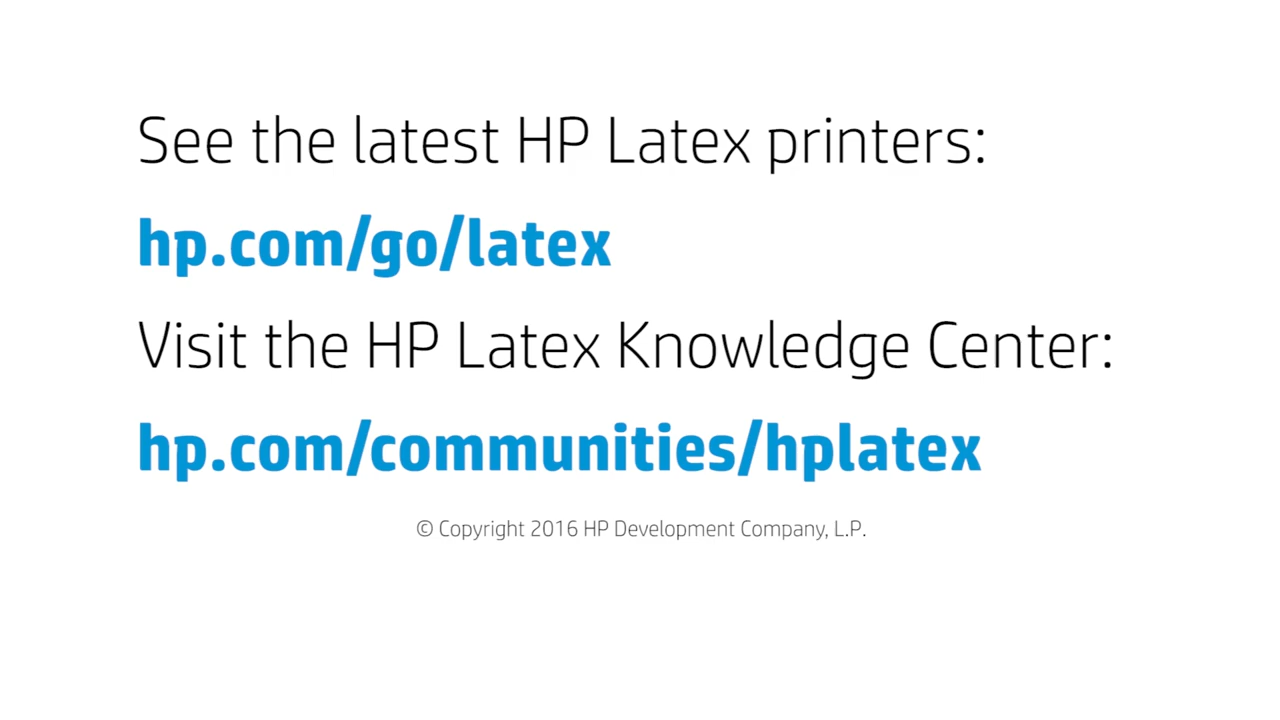 See the latest HP Latex printers:
hp.com/go/latex
Visit the HP Latex Knowledge Center:
hp.com/communities/hplatex
© Copyright 2016 HP Development Company, L.P.